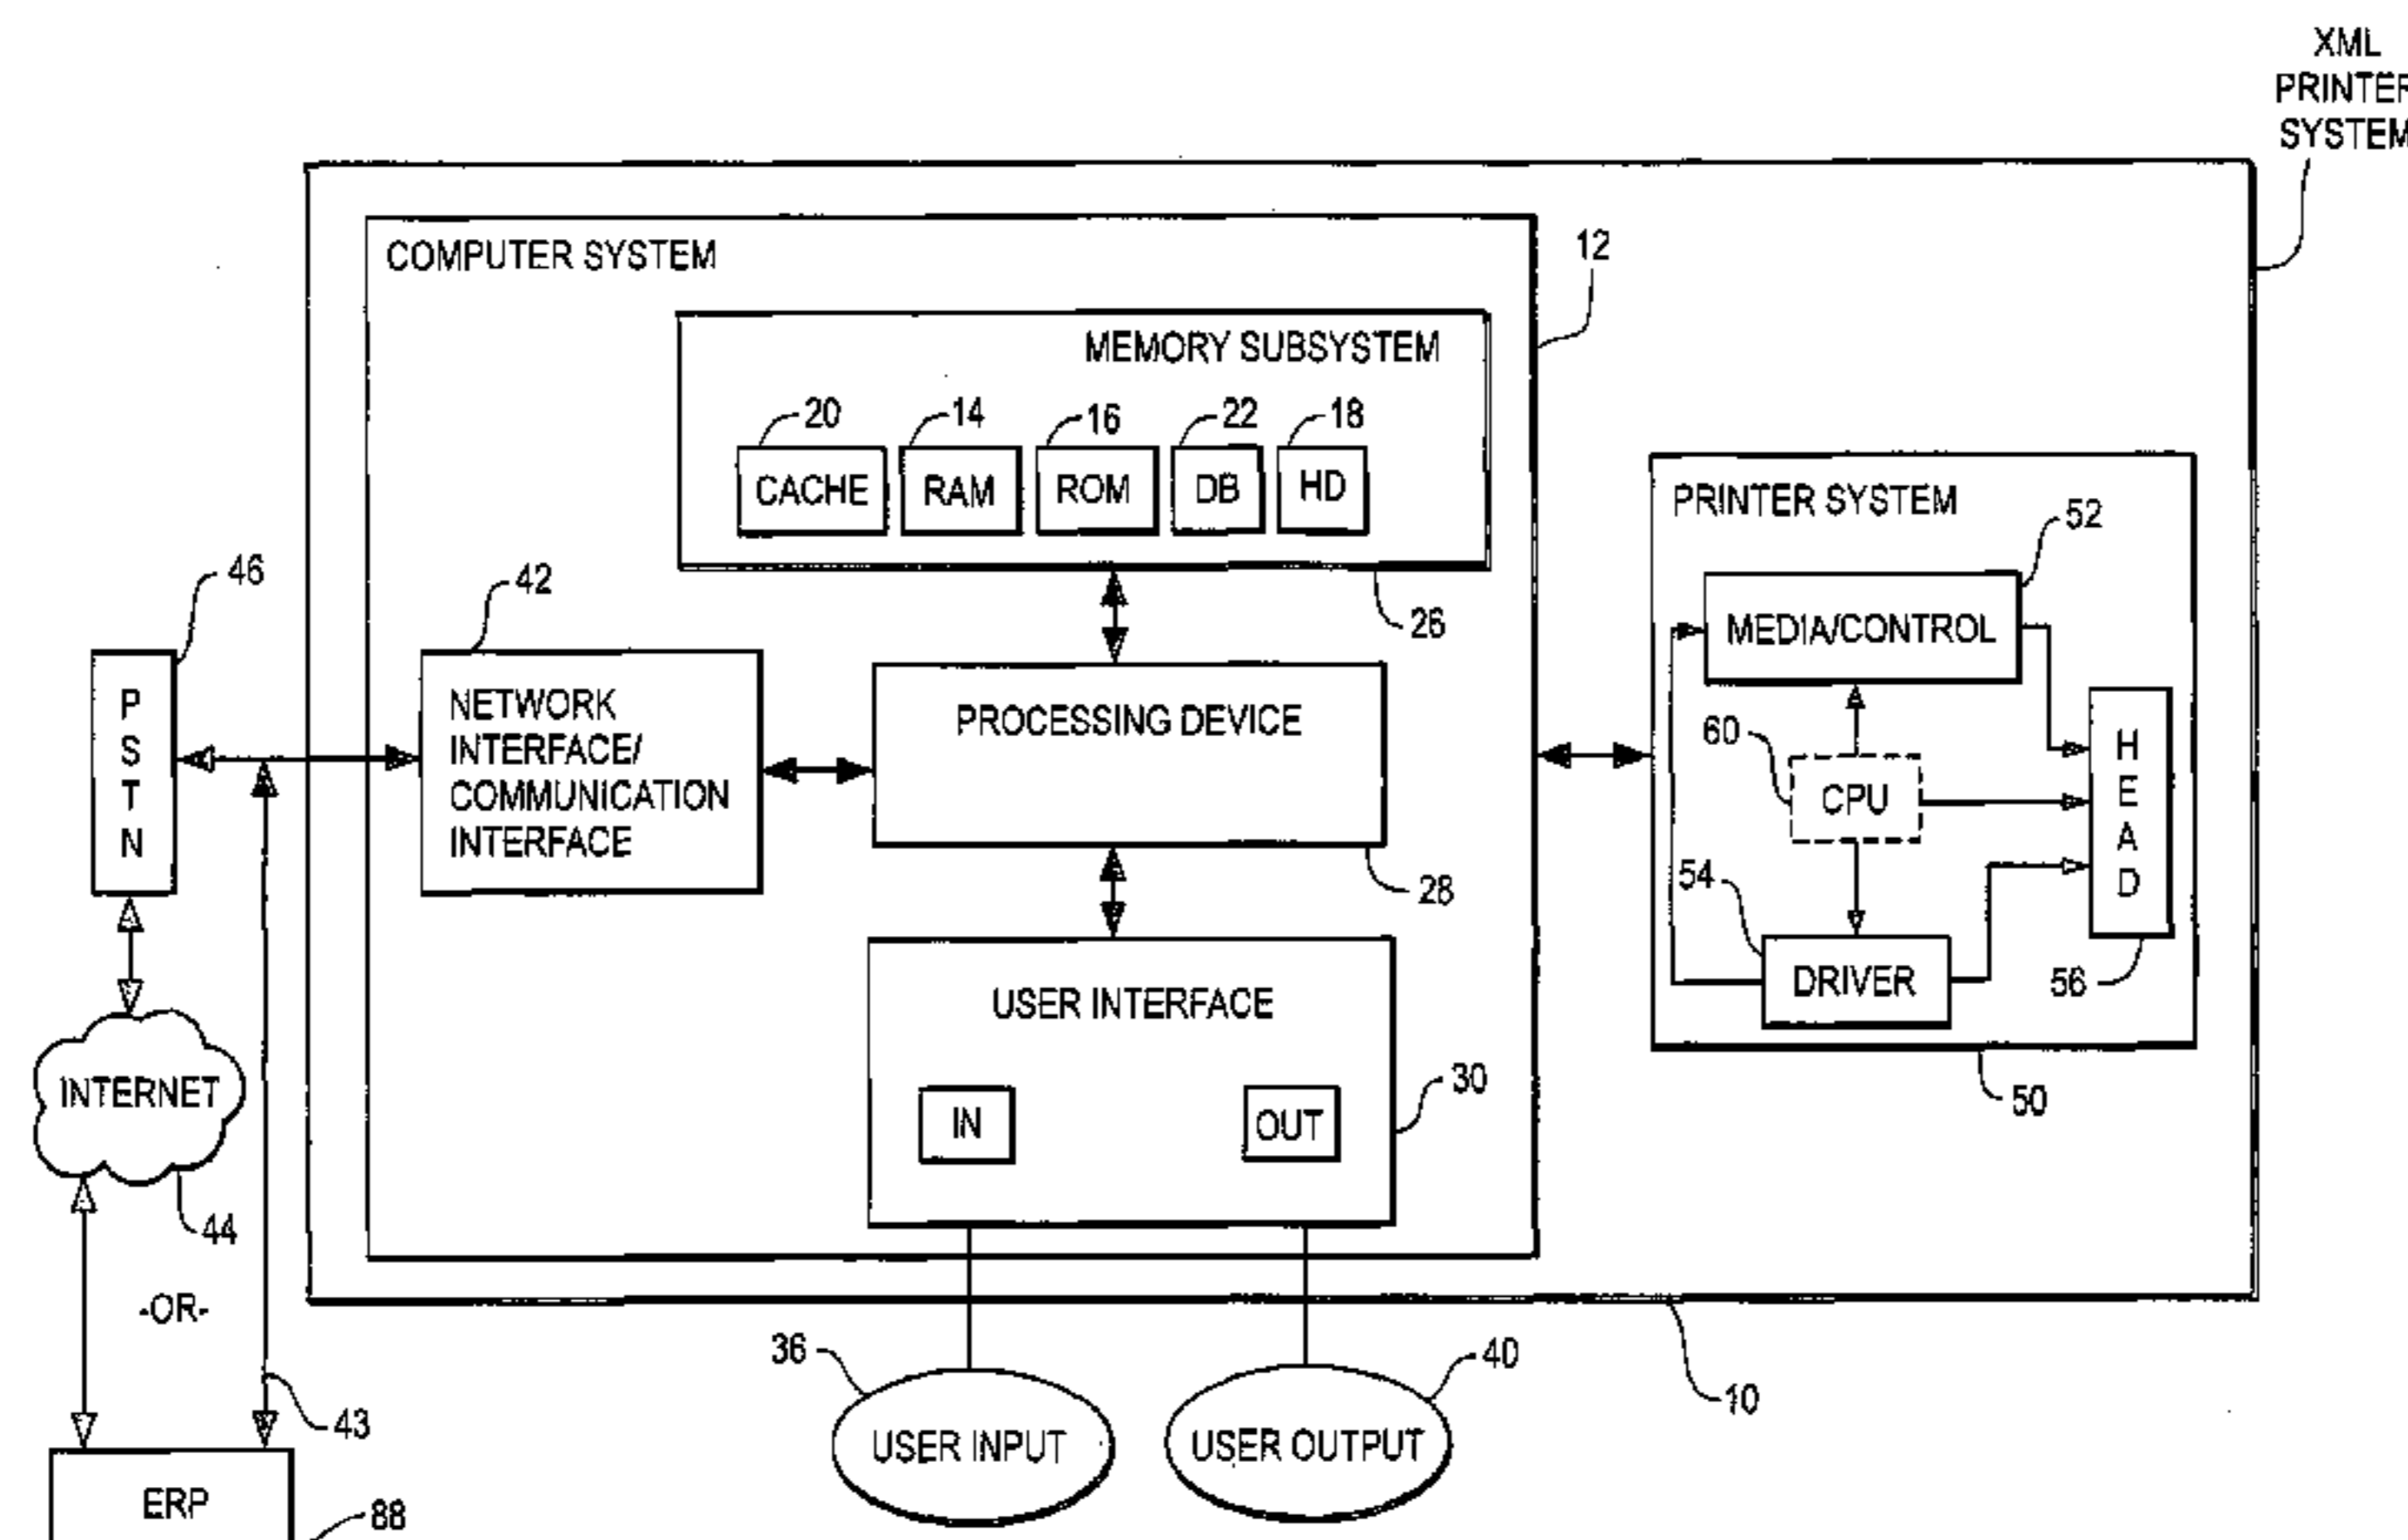 XML
PRINTER
SYSTEM
COMPUTER SYSTEM
12
MEMORY SUBSYSTEM
20
14
16
22
18
CACHE
RAM
ROM
DB
HD
26
PRINTER SYSTEM
52
MEDIA/CONTROL
60
CPU
HEAD
54
DRIVER
56
50
46
PSTN
42
NETWORK
INTERFACE/
COMMUNICATION
INTERFACE
PROCESSING DEVICE
28
USER INTERFACE
IN
OUT
30
INTERNET
44
-OR-
43
36
USER INPUT
40
USER OUTPUT
10
ERP
88